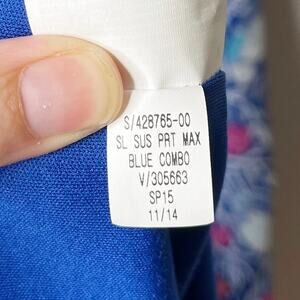 S/428765-00
SL SUS PRT MAX
BLUE COMBO
V/305663
SP15
11/14